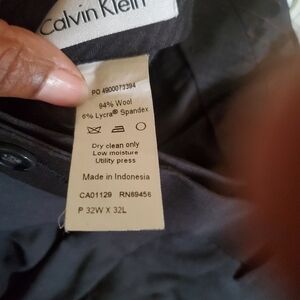 Calvin Klein
PO 4900073394
94% Wool
6% Lycra® Spandex
Dry clean only
Low moisture
Utility press
Made in Indonesia
CA01129 RN89456
P 32W X 32L